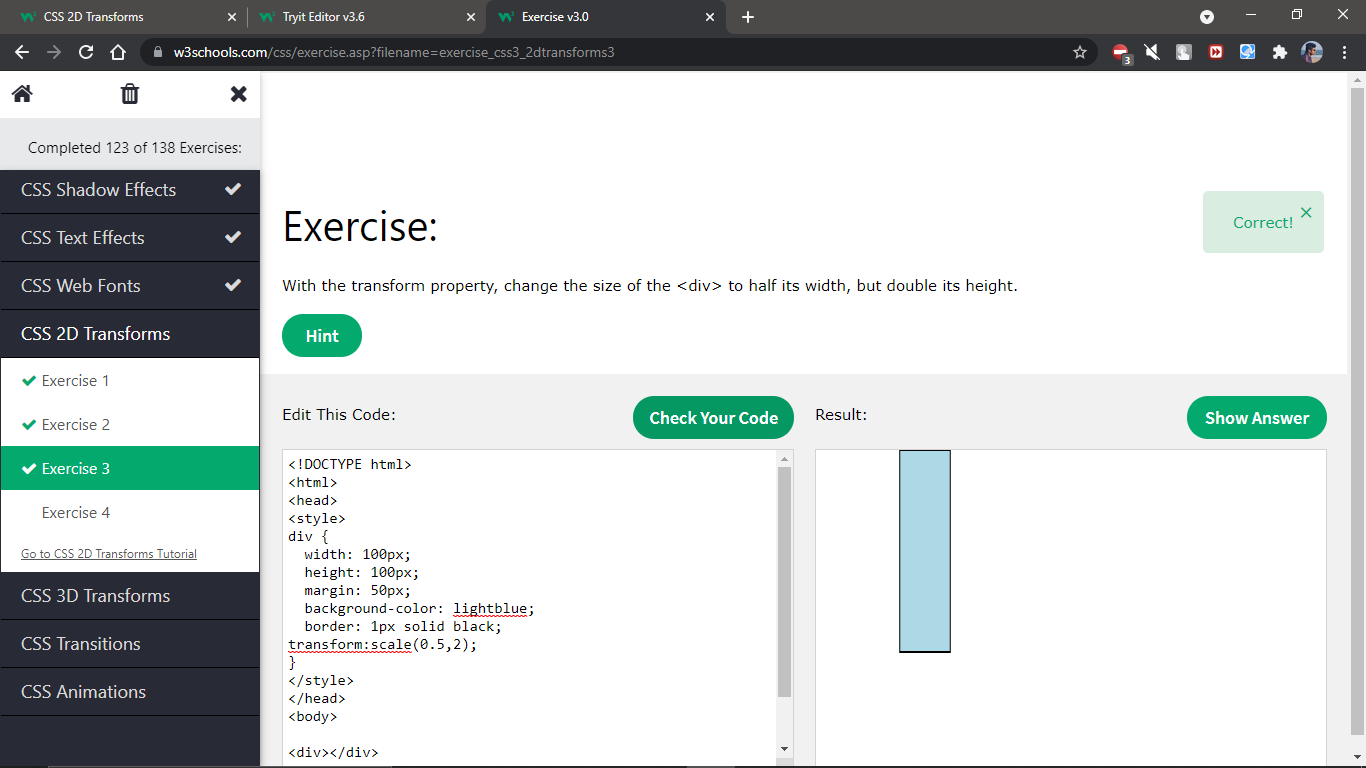 CSS 2D Transforms
Tryit Editor v3.6
Exercise v3.0
w3schools.com/css/exercise.asp?filename=exercise_css3_2dtransforms3
3
Completed 123 of 138 Exercises:
CSS Shadow Effects
CSS Text Effects
CSS Web Fonts
CSS 2D Transforms
Exercise 1
Exercise 2
Exercise 3
Exercise 4
Go to CSS 2D Transforms Tutorial
CSS 3D Transforms
CSS Transitions
CSS Animations
Exercise:
Correct!
With the transform property, change the size of the <div> to half its width, but double its height.
Hint
Edit This Code:
Check Your Code
<!DOCTYPE html>
<html>
<head>
<style>
div {
  width: 100px;
  height: 100px;
  margin: 50px;
  background-color: lightblue;
  border: 1px solid black;
transform:scale(0.5,2);
}
</style>
</head>
<body>
<div></div>
Result:
Show Answer